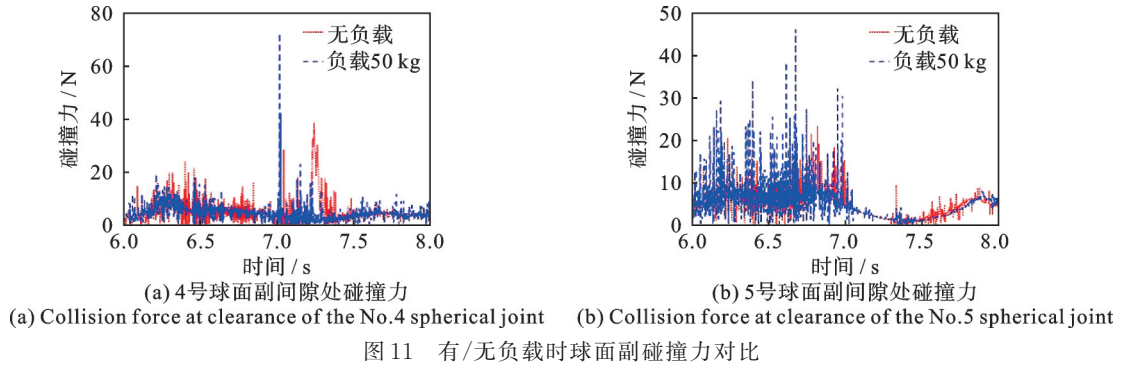 80
60
40
20
0
碰撞力 / N
无负载
负载50 kg
6.0 6.5 7.0 7.5 8.0
时间 / s
(a) 4号球面副间隙处碰撞力
(a) Collision force at clearance of the No.4 spherical joint
50
40
30
20
10
0
碰撞力 / N
无负载
负载50 kg
6.0 6.5 7.0 7.5 8.0
时间 / s
(b) 5号球面副间隙处碰撞力
(b) Collision force at clearance of the No.5 spherical joint
图 11 有/无负载时球面副碰撞力对比